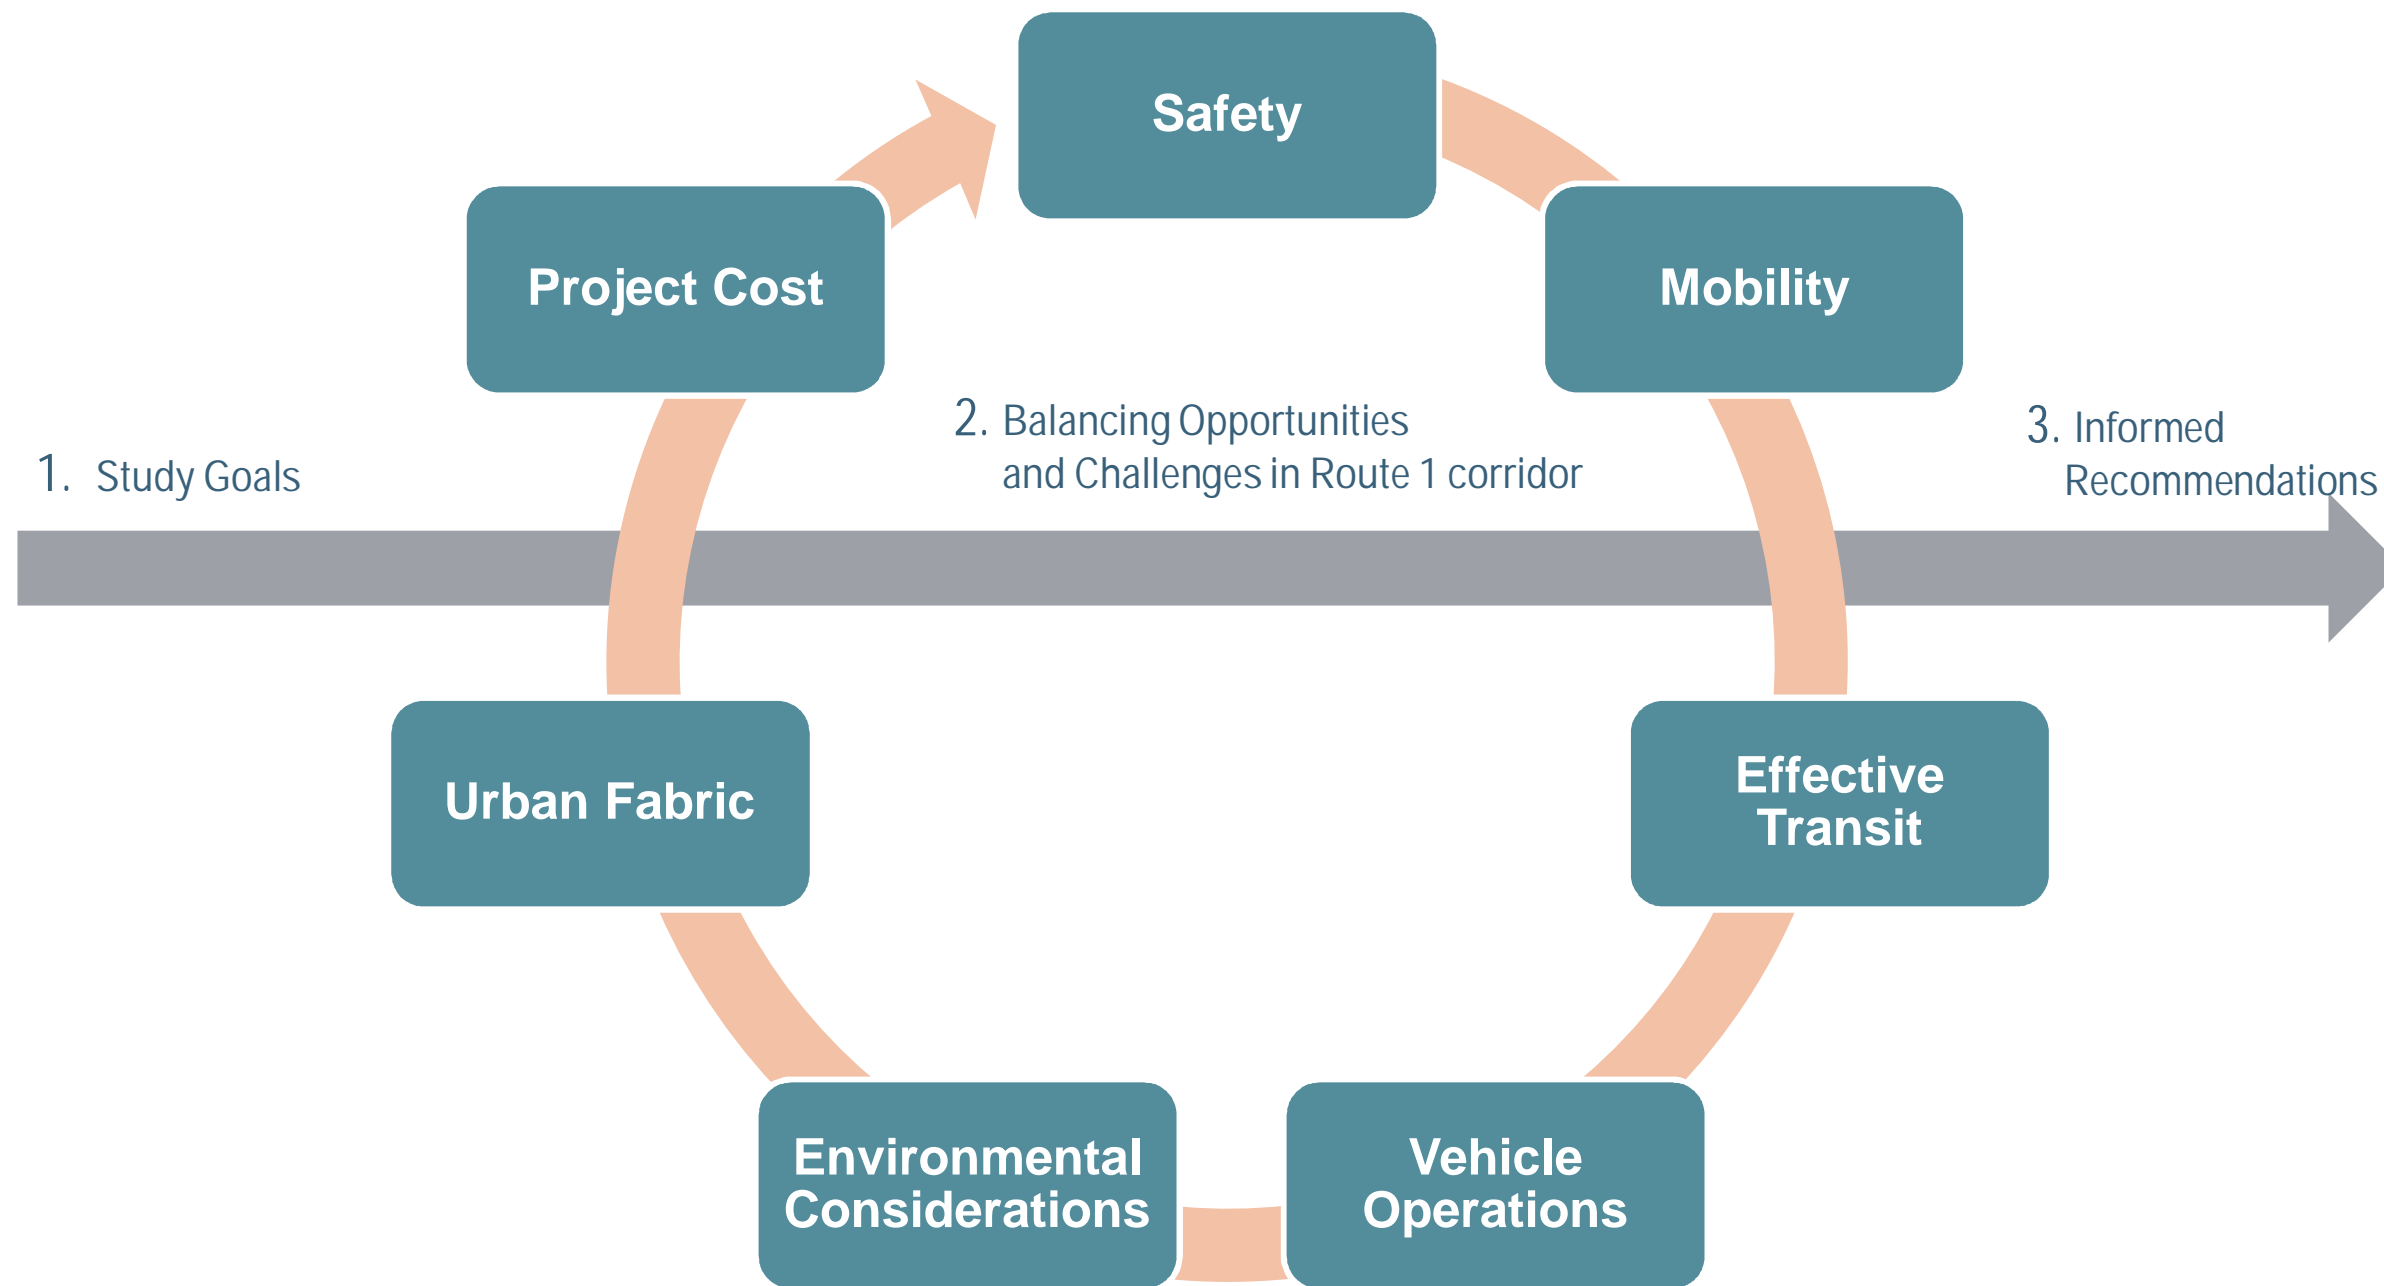 Safety
Project Cost
Mobility
1. Study Goals
2. Balancing Opportunities
and Challenges in Route 1 corridor
3. Informed
Recommendations
Urban Fabric
Effective
Transit
Environmental
Considerations
Vehicle
Operations